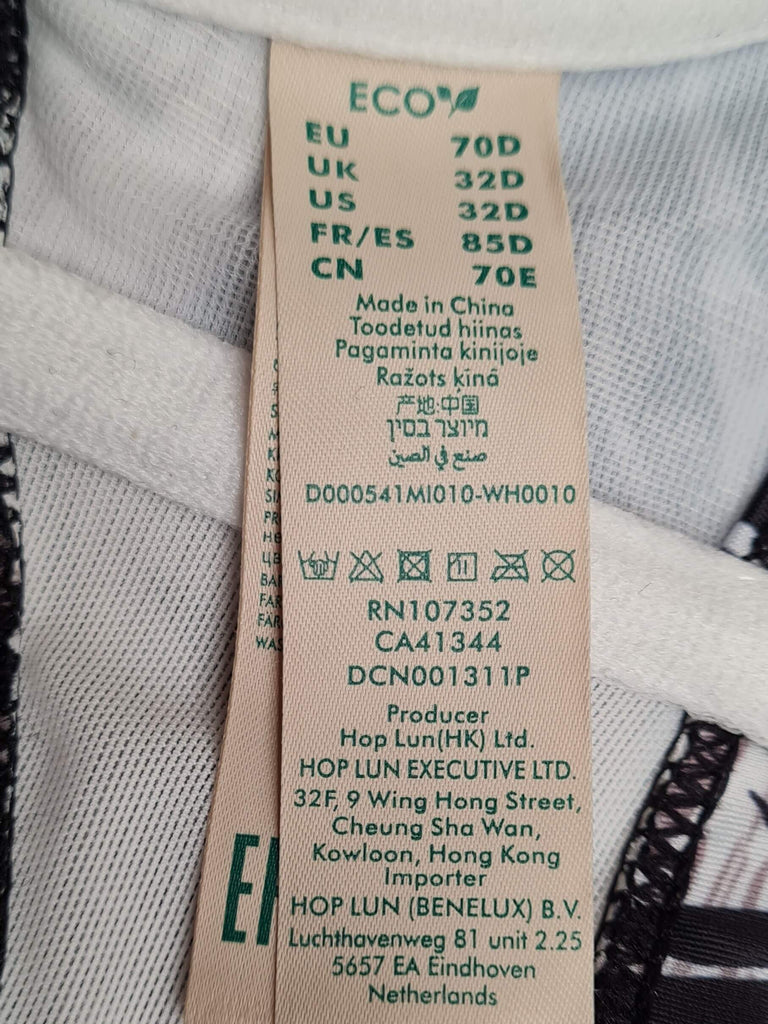 ECO
EU 70D
UK 32D
US 32D
FR/ES 85D
CN 70E
Made in China
Toodetud hiinas
Pagaminta kinijoje
Ražots ķīnā
产地:中国
מיוצר בסין
صنع في الصين
D000541MI010-WH0010
RN107352
CA41344
DCN001311P
Producer
Hop Lun(HK) Ltd.
HOP LUN EXECUTIVE LTD.
32F, 9 Wing Hong Street,
Cheung Sha Wan,
Kowloon, Hong Kong
Importer
HOP LUN (BENELUX) B.V.
Luchthavenweg 81 unit 2.25
5657 EA Eindhoven
Netherlands